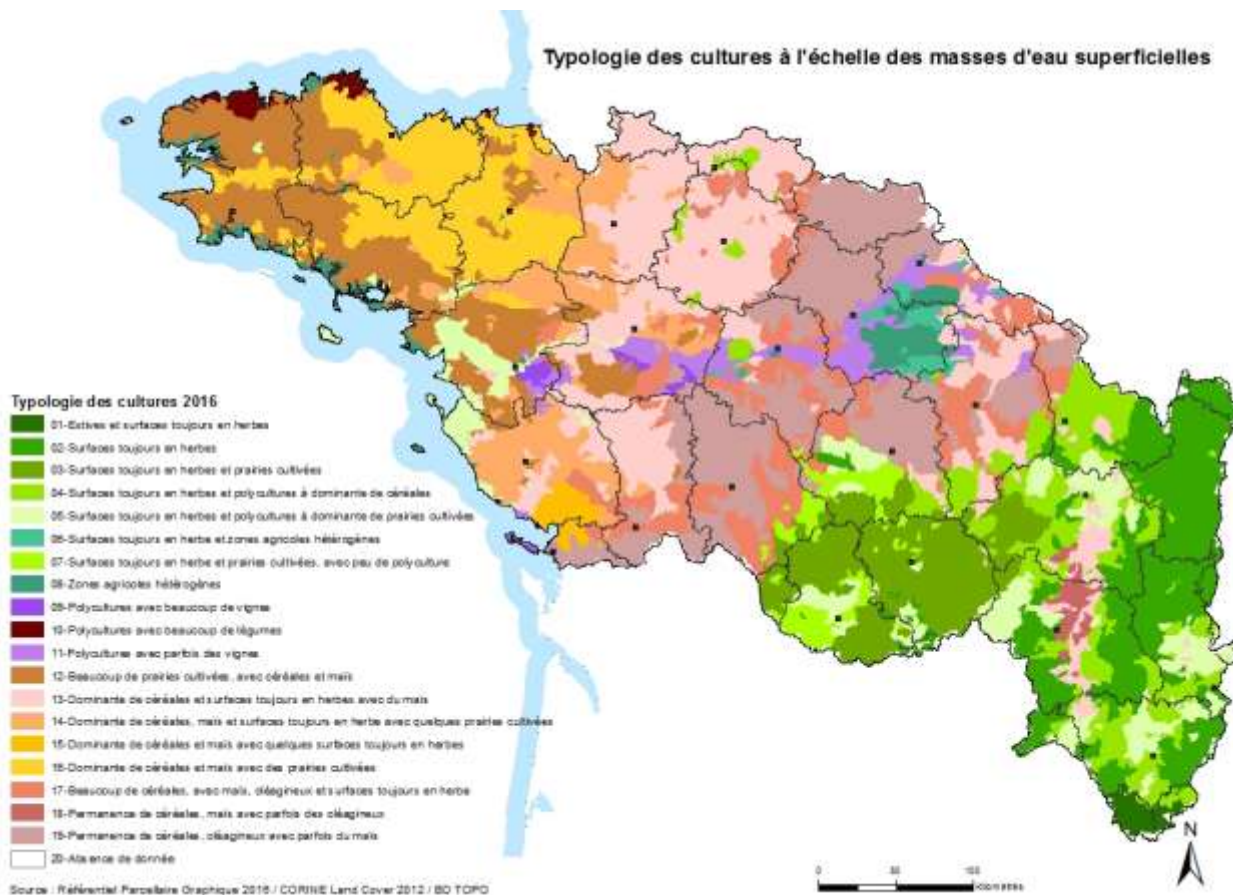 Typologie des cultures à l'échelle des masses d'eau superficielles
Typologie des cultures 2016
01-Estives et surfaces toujours en herbes
02-Surfaces toujours en herbes
03-Surfaces toujours en herbes et prairies cultivées
04-Surfaces toujours en herbes et polycultures à dominante de céréales
05-Surfaces toujours en herbes et polycultures à dominante de prairies cultivées
06-Surfaces toujours en herbe et zones agricoles hétérogènes
07-Surfaces toujours en herbe et prairies cultivées, avec peu de polyculture
08-Zones agricoles hétérogènes
09-Polycultures avec beaucoup de vignes
10-Polycultures avec beaucoup de légumes
11-Polycultures avec parfois des vignes
12-Beaucoup de prairies cultivées, avec céréales et maïs
13-Dominante de céréales et surfaces toujours en herbes avec du maïs
14-Dominante de céréales, maïs et surfaces toujours en herbe avec quelques prairies cultivées
15-Dominante de céréales et maïs avec quelques surfaces toujours en herbes
16-Dominante de céréales et maïs avec des prairies cultivées
17-Beaucoup de céréales, avec maïs, oléagineux et surfaces toujours en herbe
18-Permanence de céréales, maïs avec parfois des oléagineux
19-Permanence de céréales, oléagineux avec parfois du maïs
20-Absence de donnée
Source : Référentiel Parcellaire Graphique 2016 / CORINE Land Cover 2012 / BD TOPO
0 50 100
kilomètres
N